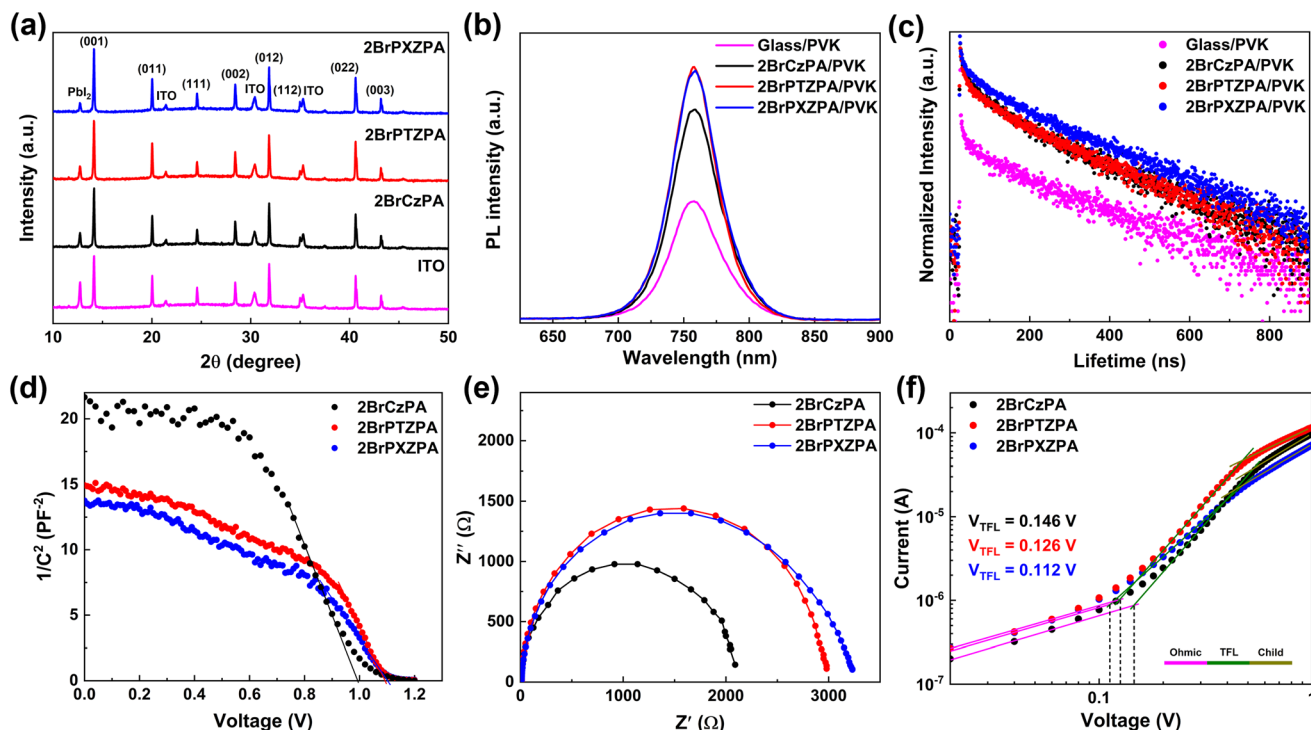 (a)
2BrPXZPA
(001)
(011)
(111)
(002)
(012)
(022)
(003)
PbI2
ITO
ITO
(112)
ITO
2BrPTZPA
2BrCzPA
ITO
Intensity (a.u.)
10
20
30
40
50
2θ (degree)
(b)
Glass/PVK
2BrCzPA/PVK
2BrPTZPA/PVK
2BrPXZPA/PVK
PL intensity (a.u.)
650
700
750
800
850
900
Wavelength (nm)
(c)
Glass/PVK
2BrCzPA/PVK
2BrPTZPA/PVK
2BrPXZPA/PVK
Normalized Intensity (a.u.)
0
200
400
600
800
Lifetime (ns)
(d)
2BrCzPA
2BrPTZPA
2BrPXZPA
1/C⁻² (PF⁻²)
20
15
10
5
0
0.0
0.2
0.4
0.6
0.8
1.0
1.2
Voltage (V)
(e)
2BrCzPA
2BrPTZPA
2BrPXZPA
Z'' (Ω)
2500
2000
1500
1000
500
0
0
1000
2000
3000
Z' (Ω)
(f)
2BrCzPA
2BrPTZPA
2BrPXZPA
VTFL = 0.146 V
VTFL = 0.126 V
VTFL = 0.112 V
Ohmic
TFL
Child
Current (A)
10⁻⁴
10⁻⁵
10⁻⁶
10⁻⁷
0.1
1
Voltage (V)